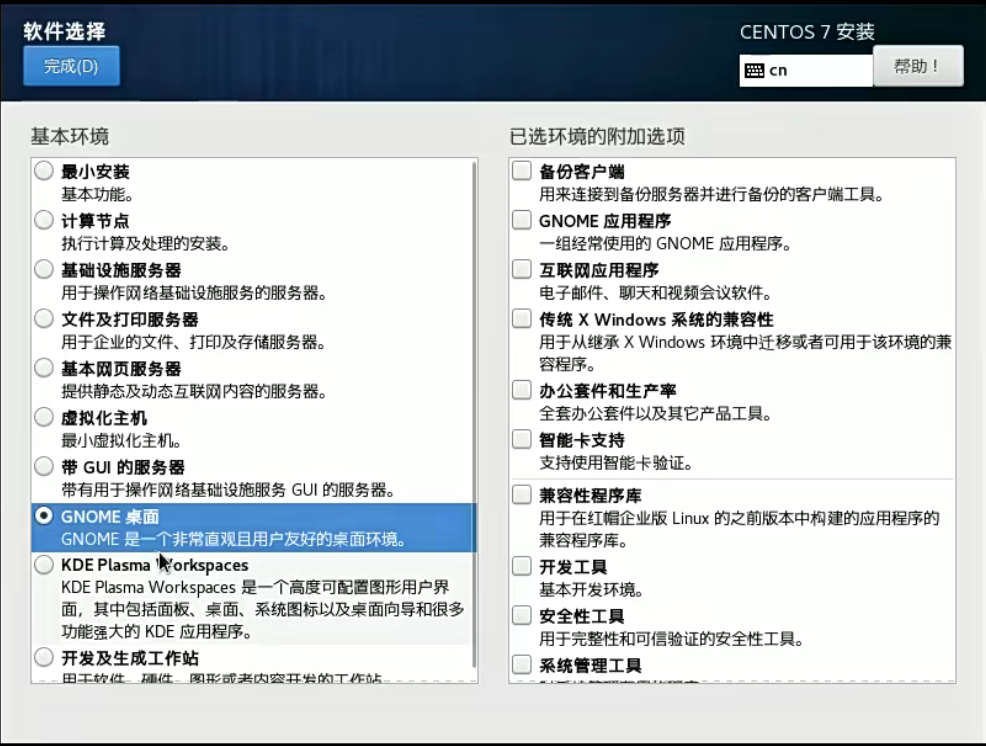 软件选择
完成(D)
CENTOS 7 安装
cn
帮助！
基本环境
最小安装
基本功能。
计算节点
执行计算及处理的安装。
基础设施服务器
用于操作网络基础设施服务的服务器。
文件及打印服务器
用于企业的文件、打印及存储服务器。
基本网页服务器
提供静态及动态互联网内容的服务器。
虚拟化主机
最小虚拟化主机。
带 GUI 的服务器
带有用于操作网络基础设施服务 GUI 的服务器。
GNOME 桌面
GNOME 是一个非常直观且用户友好的桌面环境。
KDE Plasma Workspaces
KDE Plasma Workspaces 是一个高度可配置图形用户界
面，其中包括面板、桌面、系统图标以及桌面向导和很多
功能强大的 KDE 应用程序。
开发及生成工作站
用于软件、硬件、图形或者内容开发的工作站
已选环境的附加选项
备份客户端
用来连接到备份服务器并进行备份的客户端工具。
GNOME 应用程序
一组经常使用的 GNOME 应用程序。
互联网应用程序
电子邮件、聊天和视频会议软件。
传统 X Windows 系统的兼容性
用于从继承 X Windows 环境中迁移或者可用于该环境的兼
容程序。
办公套件和生产率
全套办公套件以及其它产品工具。
智能卡支持
支持使用智能卡验证。
兼容性程序库
用于在红帽企业版 Linux 的之前版本中构建的应用程序的
兼容程序库。
开发工具
基本开发环境。
安全性工具
用于完整性和可信验证的安全性工具。
系统管理工具